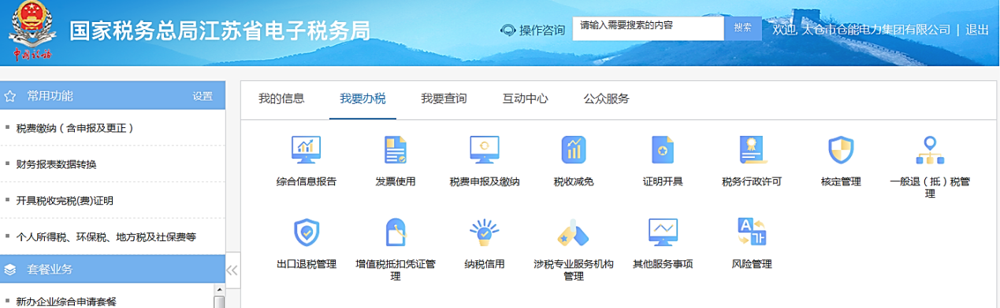 国家税务总局江苏省电子税务局
操作咨询
请输入需要搜索的内容
搜索
欢迎, 太仓市仓能电力集团有限公司 | 退出
中国税务
常用功能
设置
税费缴纳（含申报及更正）
财务报表数据转换
开具税收完税(费)证明
个人所得税、环保税、地方税及社保费等
套餐业务
新办企业综合申请套餐
我的信息
我要办税
我要查询
互动中心
公众服务
综合信息报告
发票使用
税费申报及缴纳
税收减免
证明开具
税务行政许可
核定管理
一般退（抵）税管
理
出口退税管理
增值税抵扣凭证管
理
纳税信用
涉税专业服务机构
管理
其他服务事项
A
가
风险管理